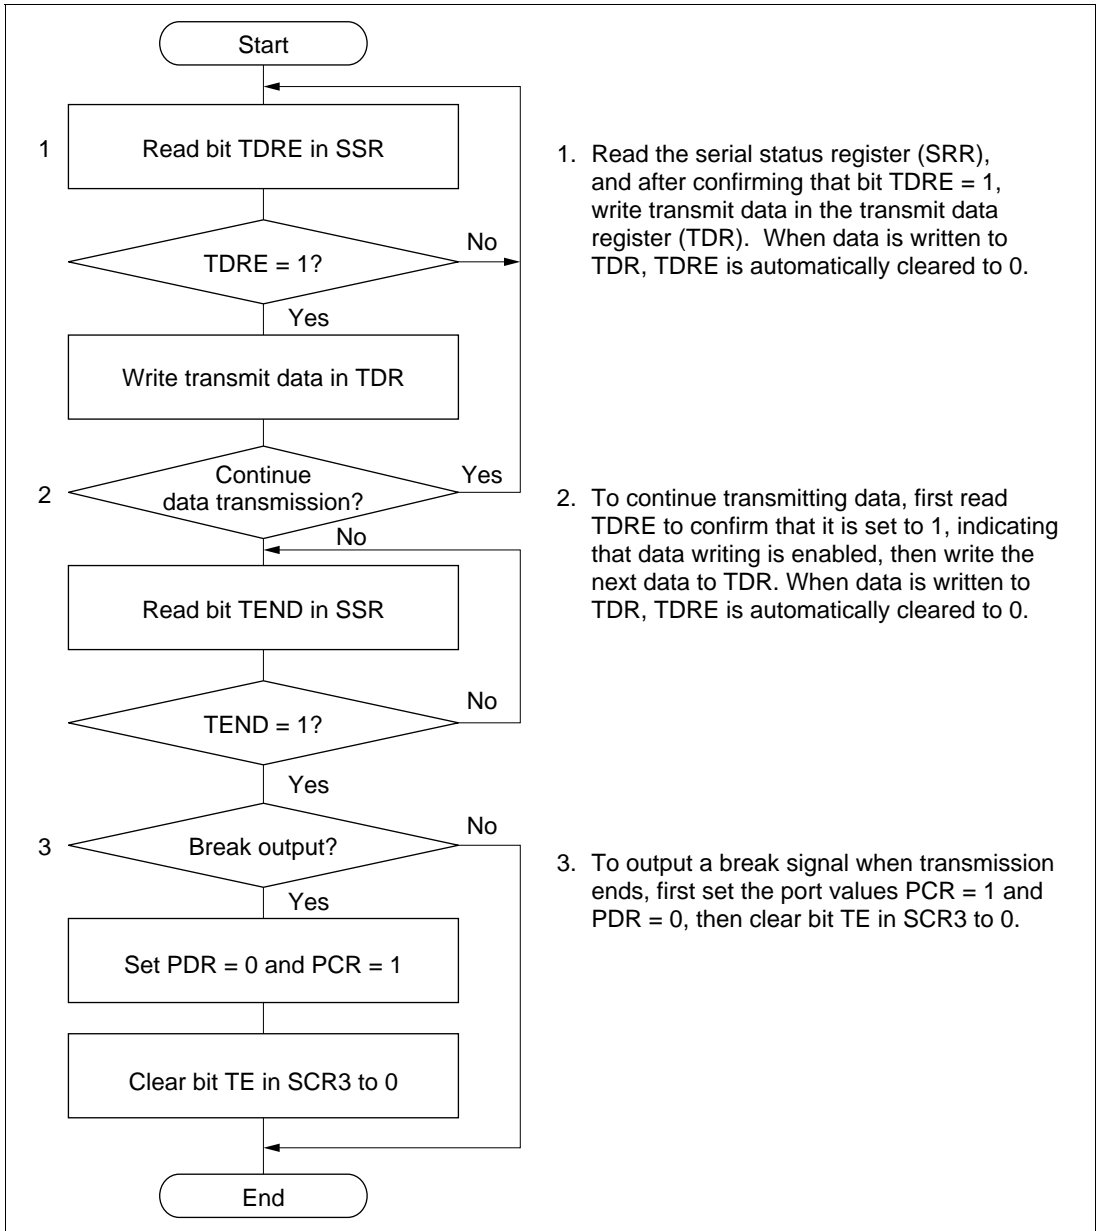 Start
1
Read bit TDRE in SSR
TDRE = 1?
No
Yes
Write transmit data in TDR
2
Continue
data transmission?
Yes
No
Read bit TEND in SSR
TEND = 1?
No
Yes
3
Break output?
No
Yes
Set PDR = 0 and PCR = 1
Clear bit TE in SCR3 to 0
End
1. Read the serial status register (SRR),
and after confirming that bit TDRE = 1,
write transmit data in the transmit data
register (TDR). When data is written to
TDR, TDRE is automatically cleared to 0.
2. To continue transmitting data, first read
TDRE to confirm that it is set to 1, indicating
that data writing is enabled, then write the
next data to TDR. When data is written to
TDR, TDRE is automatically cleared to 0.
3. To output a break signal when transmission
ends, first set the port values PCR = 1 and
PDR = 0, then clear bit TE in SCR3 to 0.